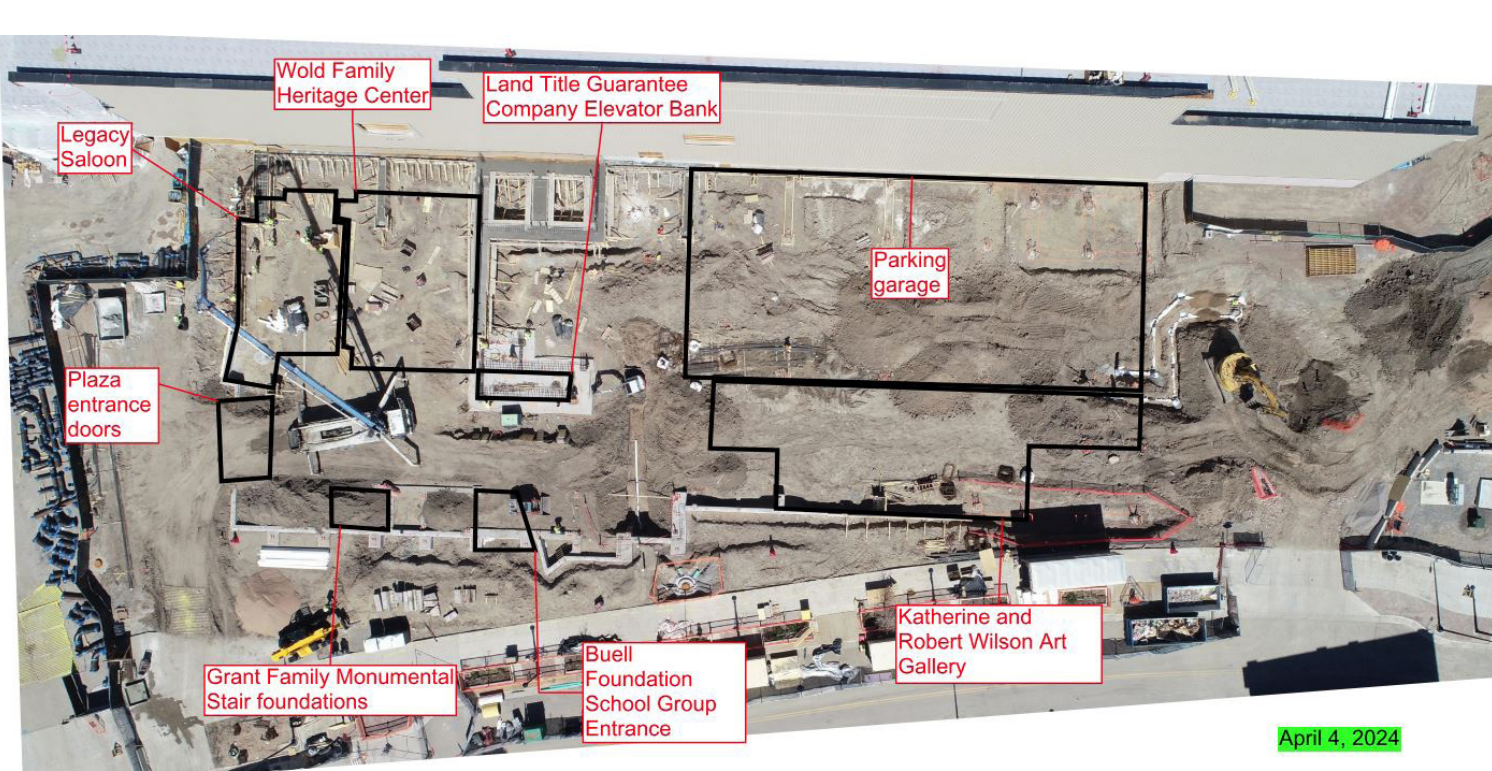 Wold Family
Heritage Center
Land Title Guarantee
Company Elevator Bank
Legacy
Saloon
Parking
garage
Plaza
entrance
doors
Katherine and
Robert Wilson Art
Gallery
Buell
Foundation
School Group
Entrance
Grant Family Monumental
Stair foundations
April 4, 2024